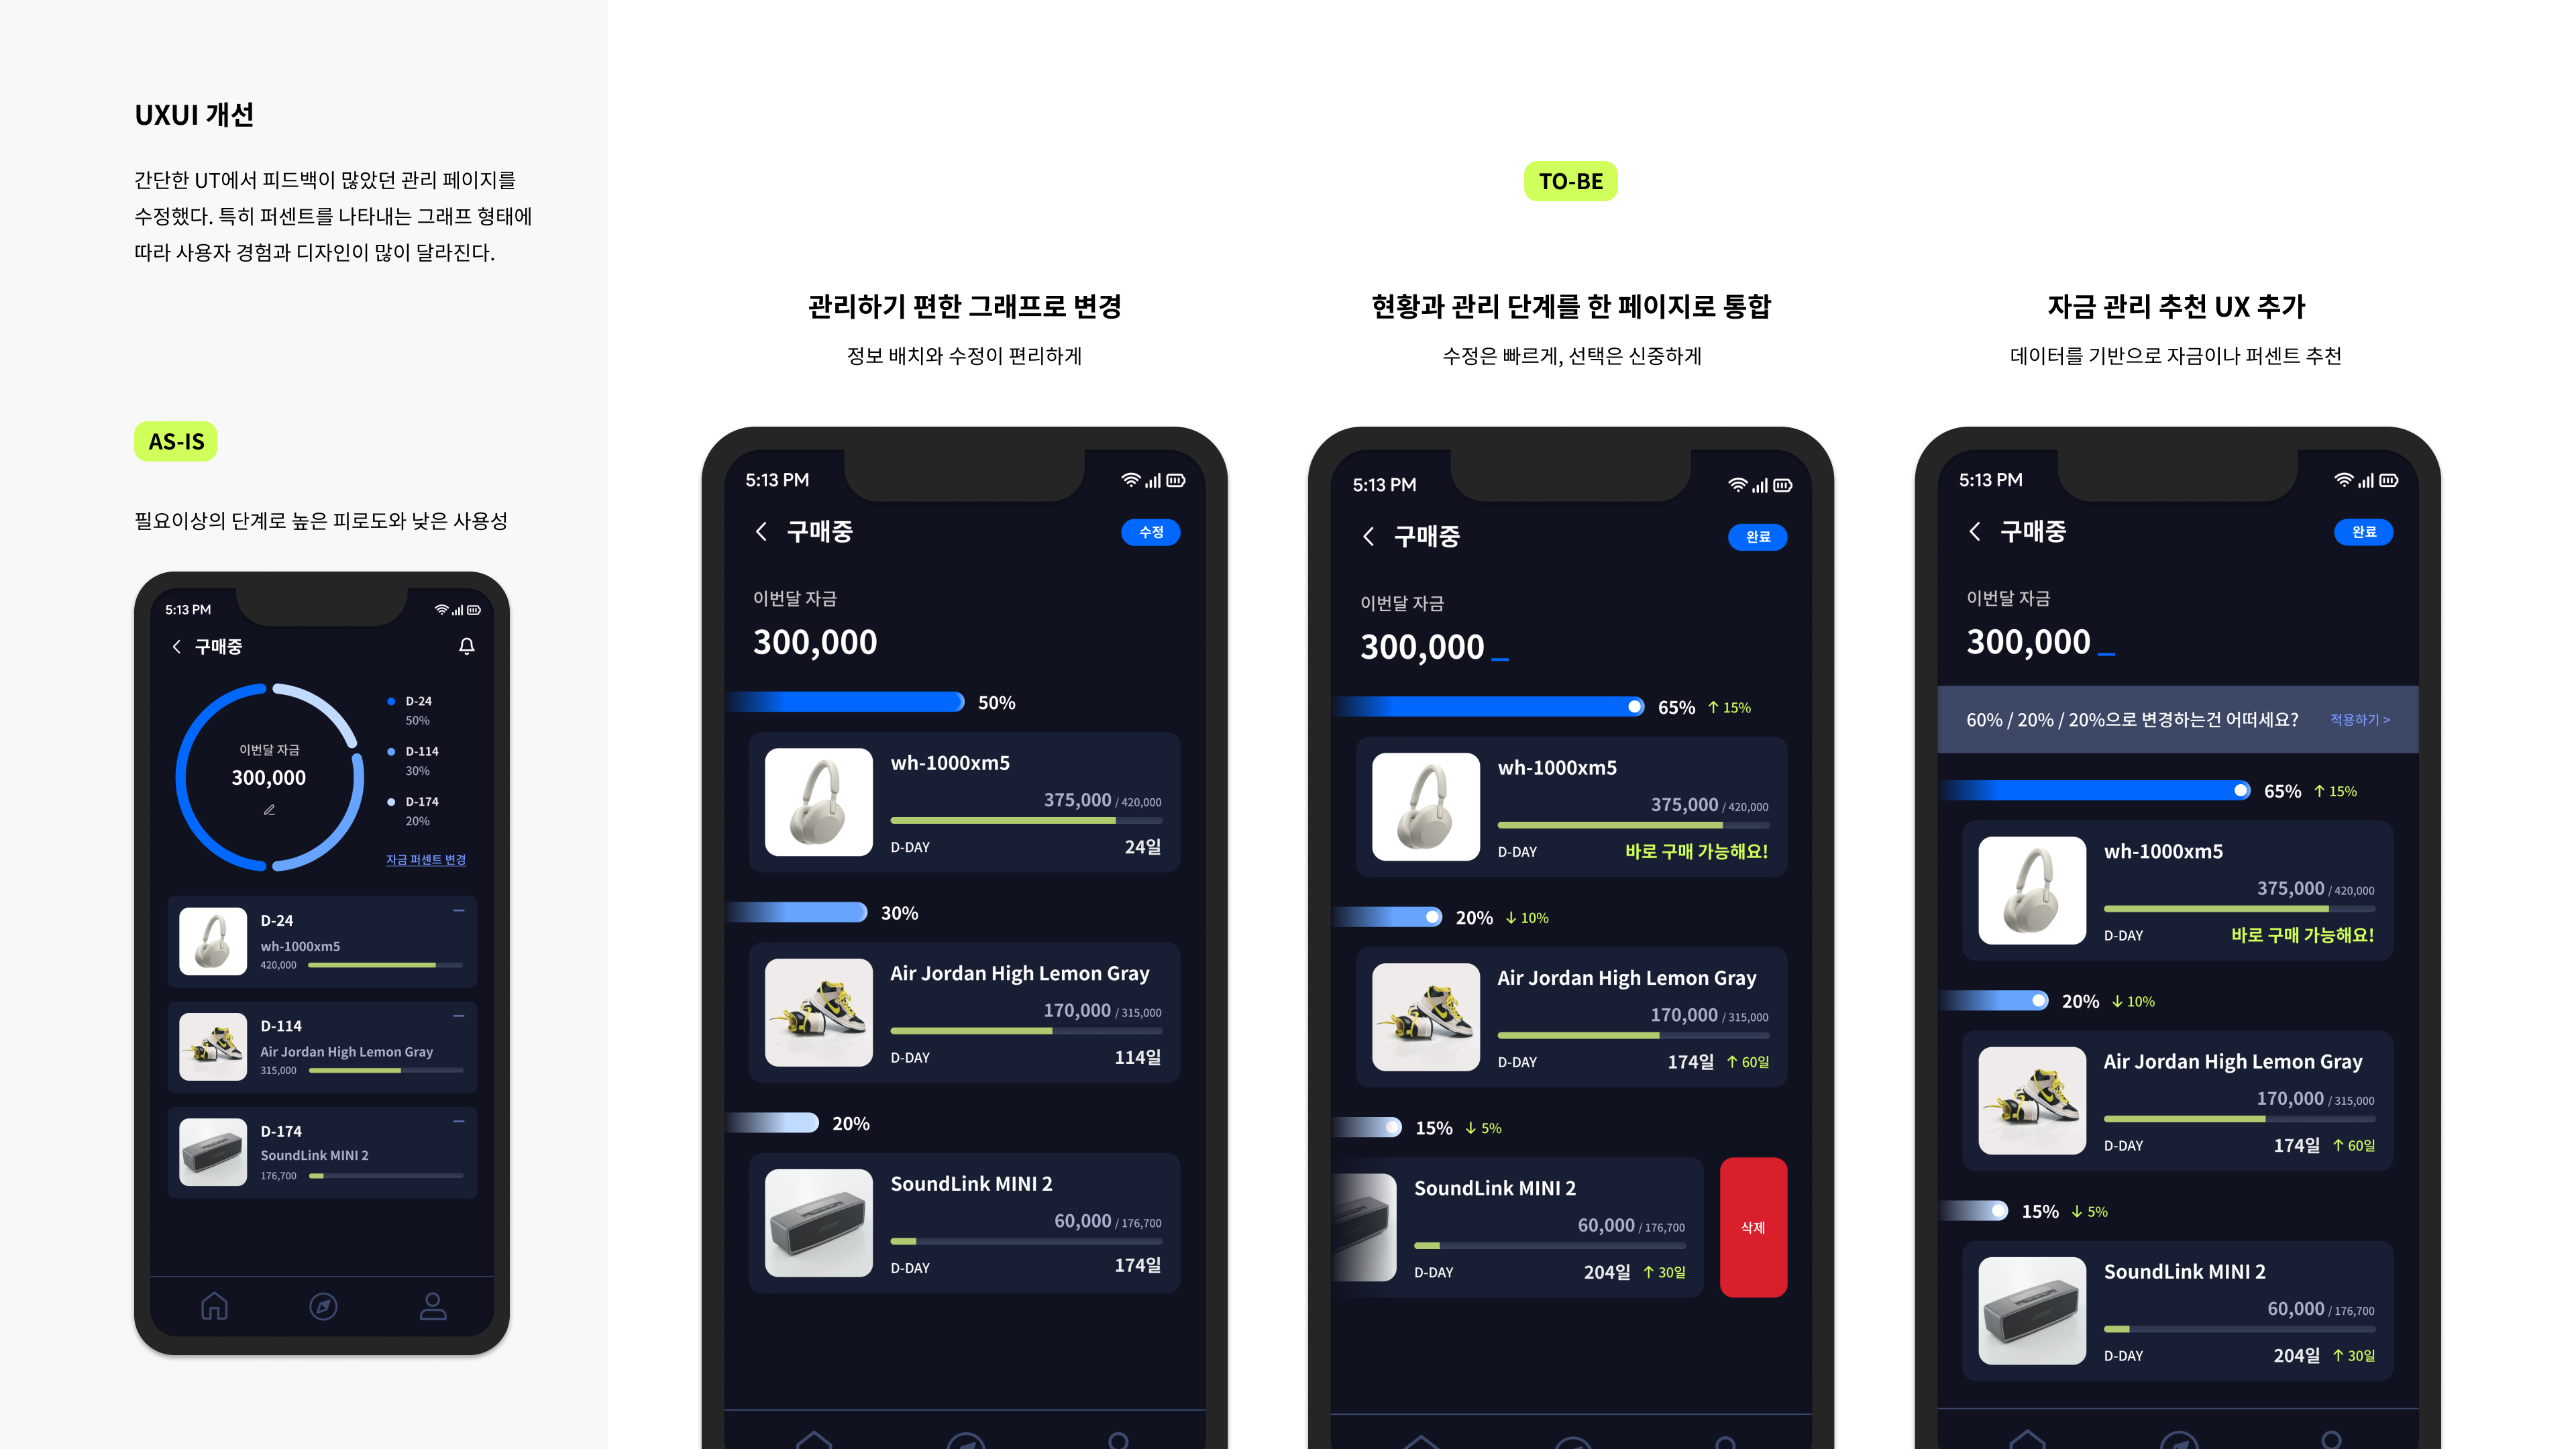 UXUI 개선
간단한 UT에서 피드백이 많았던 관리 페이지를
수정했다. 특히 퍼센트를 나타내는 그래프 형태에
따라 사용자 경험과 디자인이 많이 달라진다.
AS-IS
필요이상의 단계로 높은 피로도와 낮은 사용성
5:13 PM
구매중
이번달 자금
300,000
D-24
50%
D-114
30%
D-174
20%
자금 퍼센트 변경
D-24
wh-1000xm5
420,000
D-114
Air Jordan High Lemon Gray
315,000
D-174
SoundLink MINI 2
176,700
TO-BE
관리하기 편한 그래프로 변경
정보 배치와 수정이 편리하게
5:13 PM
구매중
수정
이번달 자금
300,000
50%
wh-1000xm5
375,000 / 420,000
D-DAY 24일
30%
Air Jordan High Lemon Gray
170,000 / 315,000
D-DAY 114일
20%
SoundLink MINI 2
60,000 / 176,700
D-DAY 174일
현황과 관리 단계를 한 페이지로 통합
수정은 빠르게, 선택은 신중하게
5:13 PM
구매중
완료
이번달 자금
300,000 _
65% ↑ 15%
wh-1000xm5
375,000 / 420,000
D-DAY 바로 구매 가능해요!
20% ↓ 10%
Air Jordan High Lemon Gray
170,000 / 315,000
D-DAY 174일 ↑ 60일
15% ↓ 5%
SoundLink MINI 2
60,000 / 176,700
D-DAY 204일 ↑ 30일
삭제
자금 관리 추천 UX 추가
데이터를 기반으로 자금이나 퍼센트 추천
5:13 PM
구매중
완료
이번달 자금
300,000 _
60% / 20% / 20%으로 변경하는건 어떠세요? 적용하기 >
65% ↑ 15%
wh-1000xm5
375,000 / 420,000
D-DAY 바로 구매 가능해요!
20% ↓ 10%
Air Jordan High Lemon Gray
170,000 / 315,000
D-DAY 174일 ↑ 60일
15% ↓ 5%
SoundLink MINI 2
60,000 / 176,700
D-DAY 204일 ↑ 30일